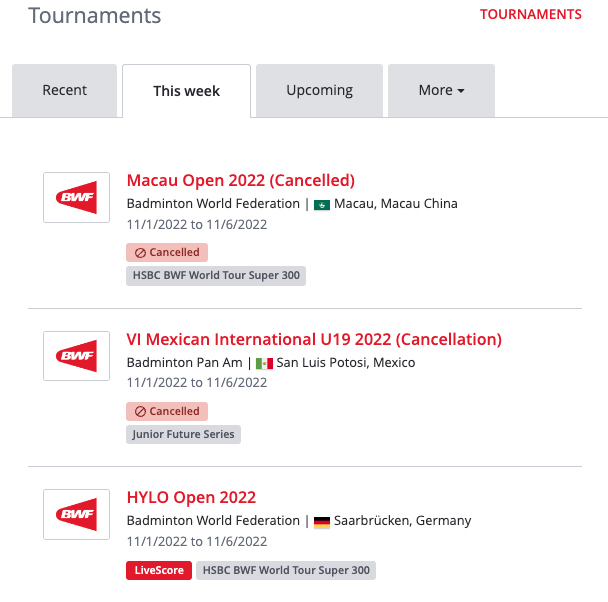 Tournaments
TOURNAMENTS
Recent
This week
Upcoming
More
BWF
Macau Open 2022 (Cancelled)
Badminton World Federation | Macau, Macau China
11/1/2022 to 11/6/2022
Cancelled
HSBC BWF World Tour Super 300
BWF
VI Mexican International U19 2022 (Cancellation)
Badminton Pan Am | San Luis Potosi, Mexico
11/1/2022 to 11/6/2022
Cancelled
Junior Future Series
BWF
HYLO Open 2022
Badminton World Federation | Saarbrücken, Germany
11/1/2022 to 11/6/2022
LiveScore HSBC BWF World Tour Super 300